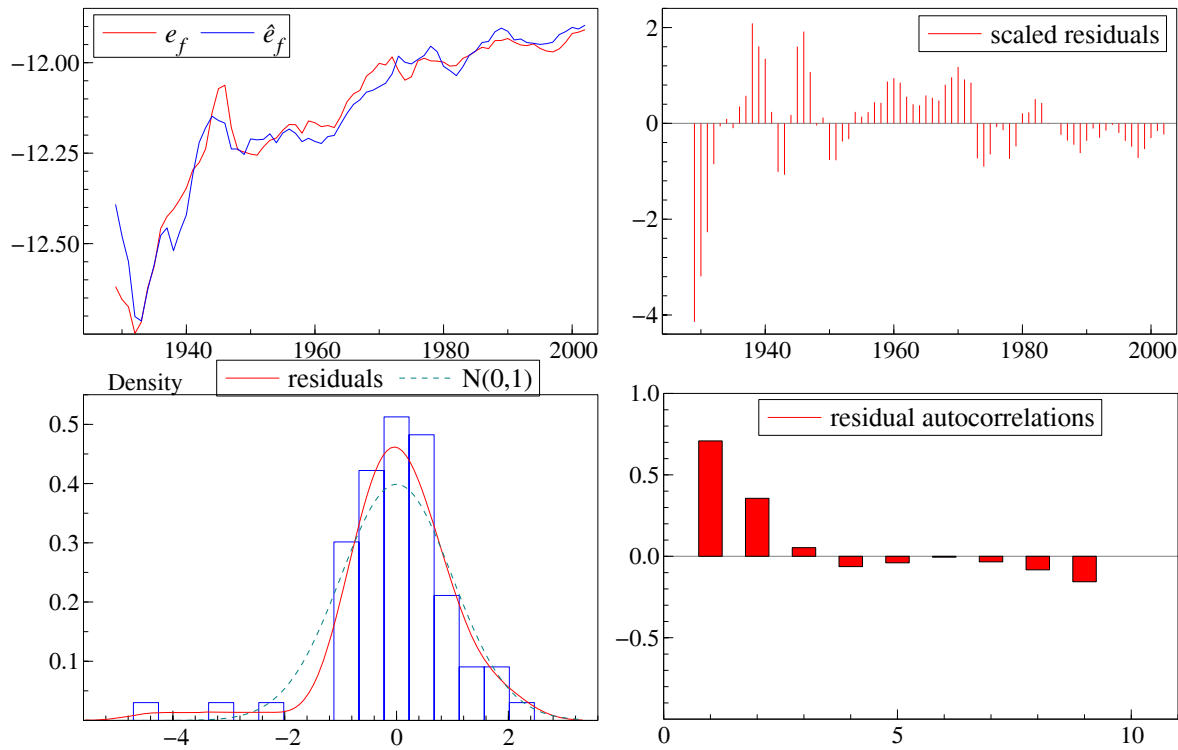 e_f ê_f
−12.00
−12.25
−12.50
1940 1960 1980 2000
scaled residuals
2
0
−2
−4
1940 1960 1980 2000
Density residuals N(0,1)
0.5
0.4
0.3
0.2
0.1
−4 −2 0 2
residual autocorrelations
1.0
0.5
0.0
−0.5
0 5 10